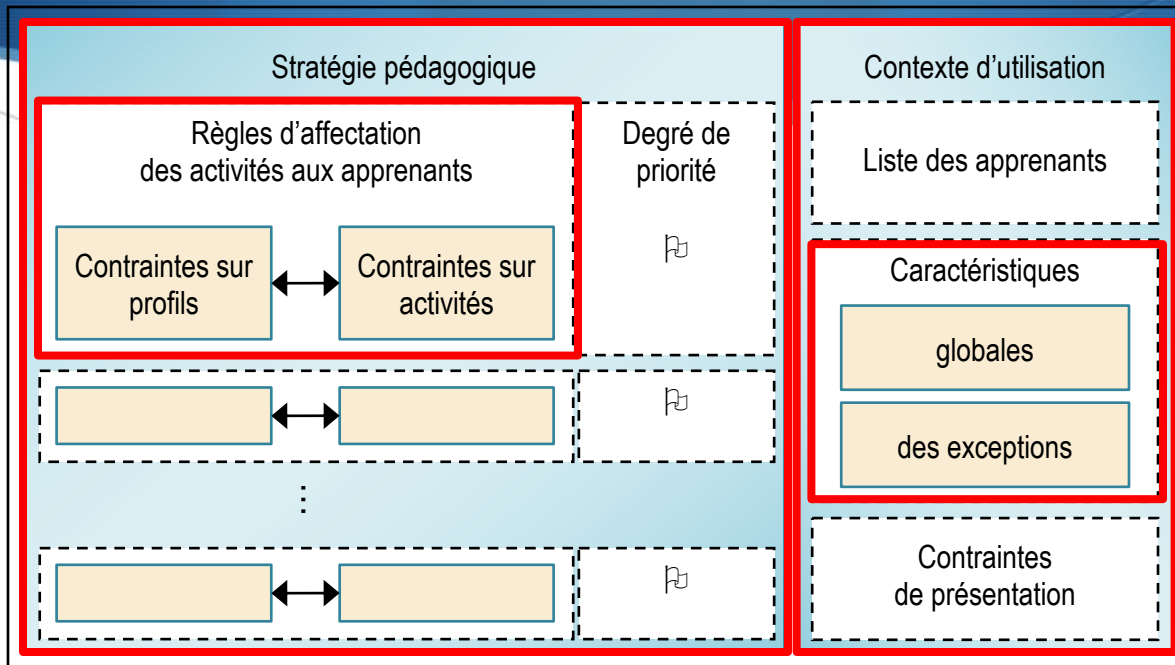 Stratégie pédagogique
Règles d'affectation
des activités aux apprenants
Degré de
priorité
Contraintes sur
profils
Contraintes sur
activités
⋮
Contexte d'utilisation
Liste des apprenants
Caractéristiques
globales
des exceptions
Contraintes
de présentation